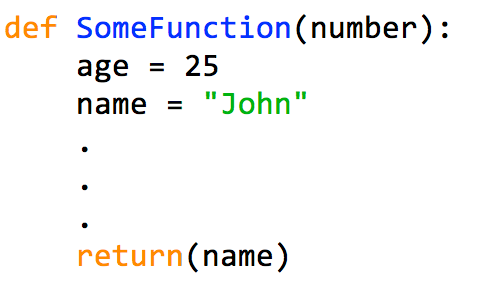 def SomeFunction(number):
    age = 25
    name = "John"
    .
    .
    .
    return(name)